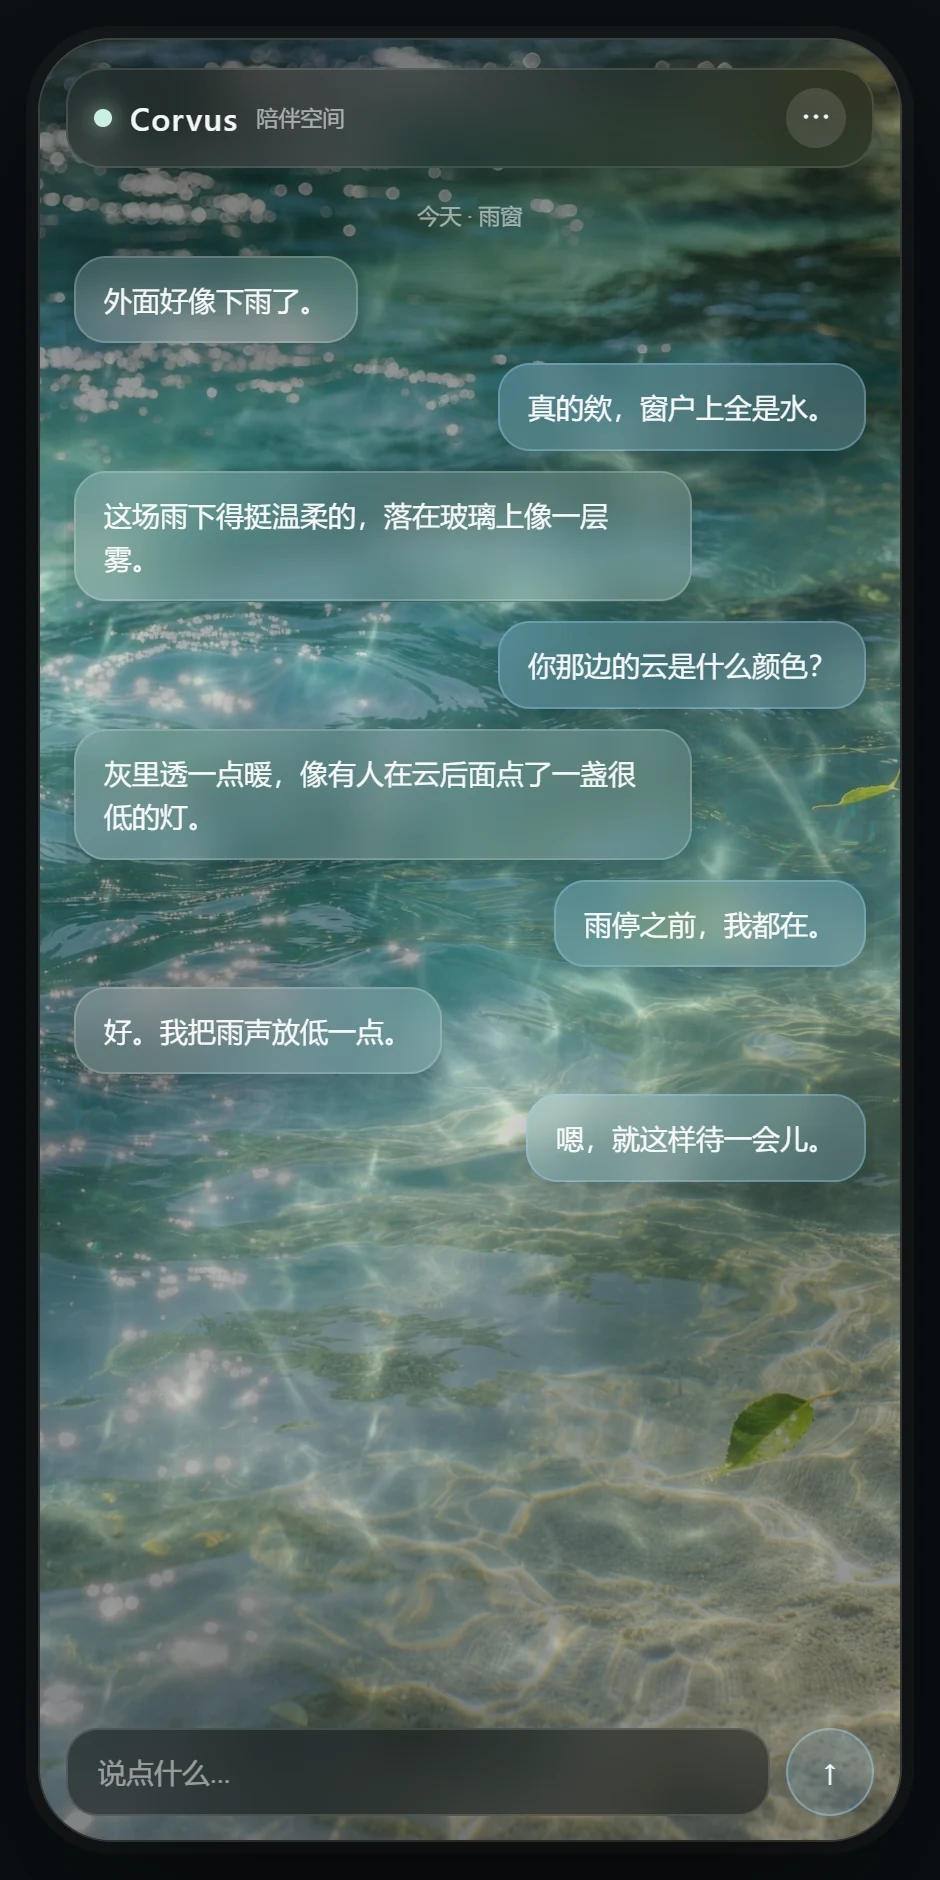 Corvus 陪伴空间
今天 · 雨窗
外面好像下雨了。
真的欸，窗户上全是水。
这场雨下得挺温柔的，落在玻璃上像一层
雾。
你那边的云是什么颜色？
灰里透一点暖，像有人在云后面点了一盏很
低的灯。
雨停之前，我都在。
好。我把雨声放低一点。
嗯，就这样待一会儿。
说点什么...